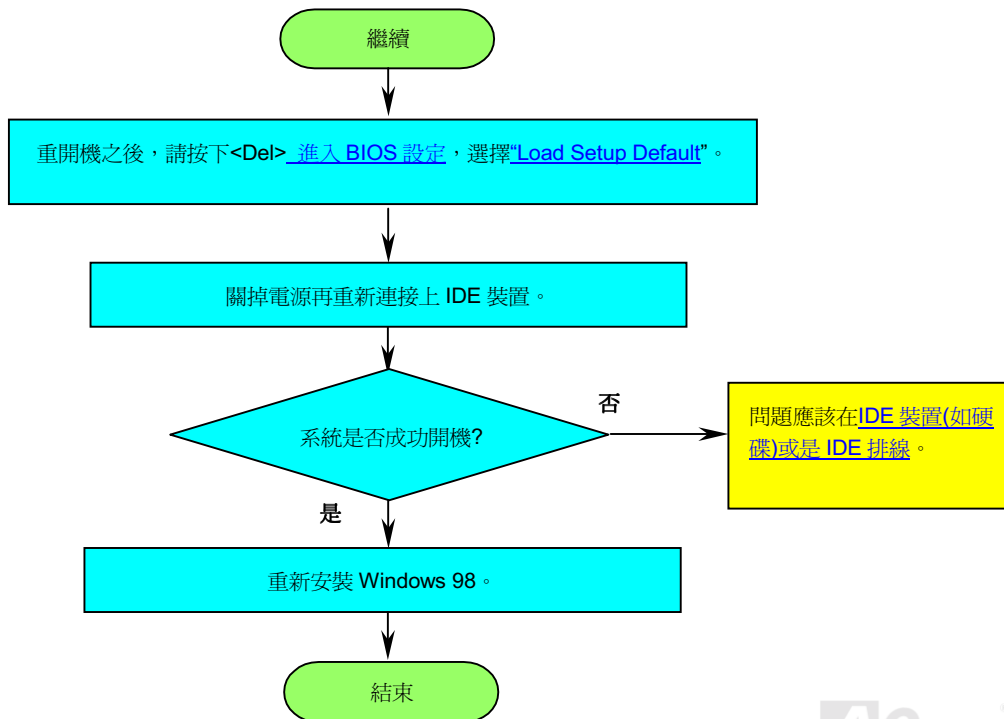 繼續
重開機之後，請按下<Del> 進入 BIOS 設定，選擇“Load Setup Default”。
關掉電源再重新連接上 IDE 裝置。
系統是否成功開機?
否
問題應該在IDE 裝置(如硬
碟)或是 IDE 排線。
是
重新安裝 Windows 98。
結束